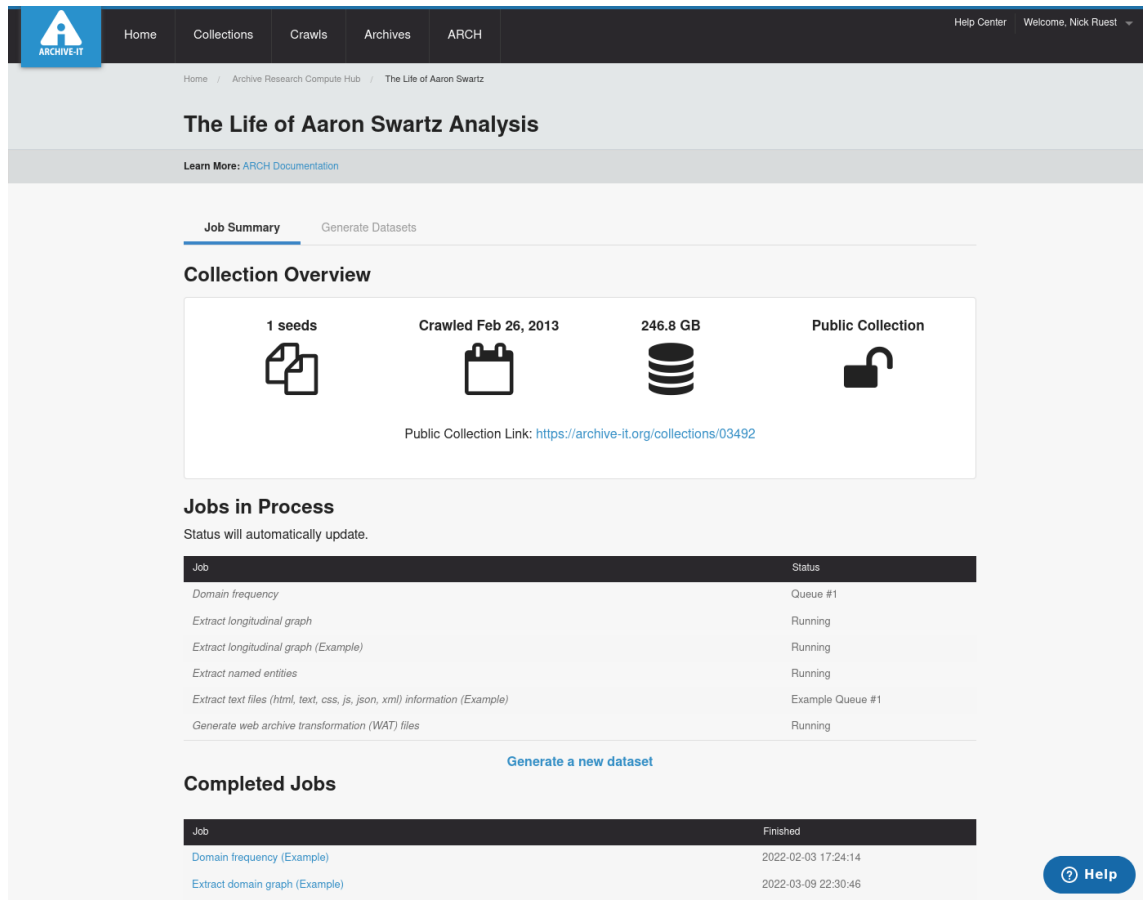 ARCHIVE-IT
Home Collections Crawls Archives ARCH Help Center Welcome, Nick Ruest
Home / Archive Research Compute Hub / The Life of Aaron Swartz
The Life of Aaron Swartz Analysis
Learn More: ARCH Documentation
Job Summary Generate Datasets
Collection Overview
1 seeds Crawled Feb 26, 2013 246.8 GB Public Collection
Public Collection Link: https://archive-it.org/collections/03492
Jobs in Process
Status will automatically update.
Job Status
Domain frequency Queue #1
Extract longitudinal graph Running
Extract longitudinal graph (Example) Running
Extract named entities Running
Extract text files (html, text, css, js, json, xml) information (Example) Example Queue #1
Generate web archive transformation (WAT) files Running
Generate a new dataset
Completed Jobs
Job Finished
Domain frequency (Example) 2022-02-03 17:24:14
Extract domain graph (Example) 2022-03-09 22:30:46
Help